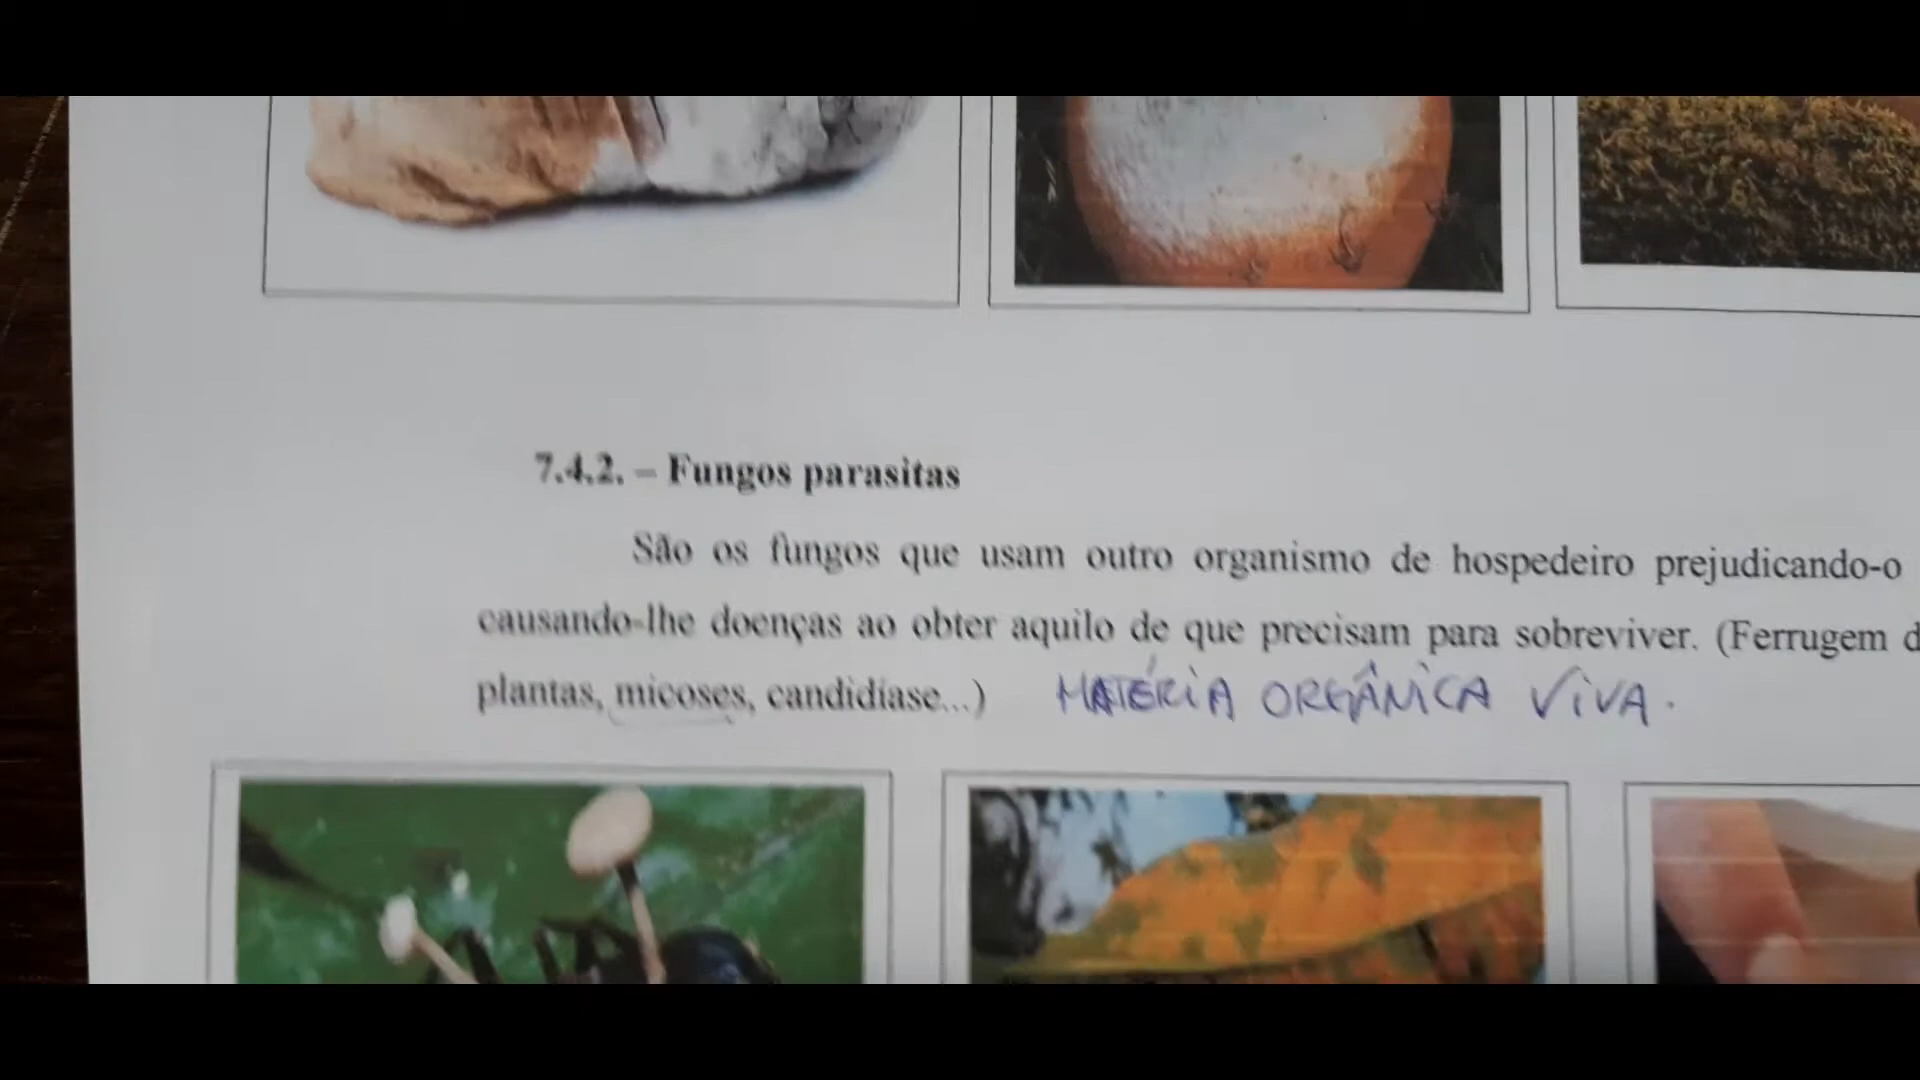 7.4.2. – Fungos parasitas
São os fungos que usam outro organismo de hospedeiro prejudicando-o
causando-lhe doenças ao obter aquilo de que precisam para sobreviver. (Ferrugem d
plantas, micoses, candidíase...) MATÉRIA ORGÂNICA VIVA.